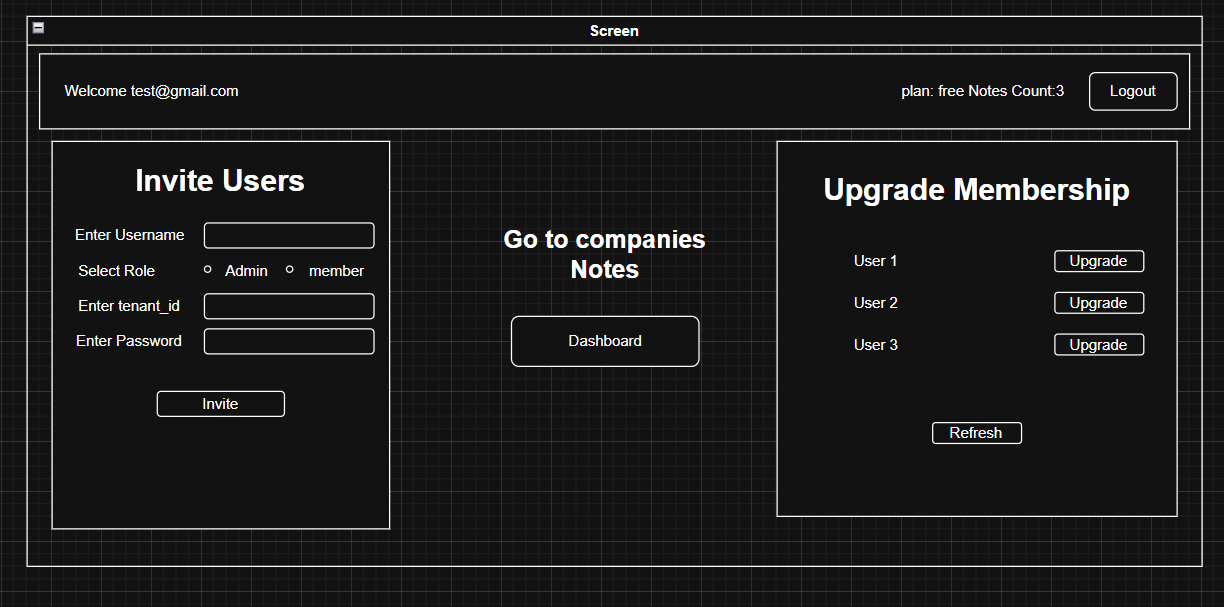 Screen
Welcome test@gmail.com
plan: free Notes Count:3
Logout
Invite Users
Enter Username
Select Role
Admin
member
Enter tenant_id
Enter Password
Invite
Go to companies
Notes
Dashboard
Upgrade Membership
User 1
Upgrade
User 2
Upgrade
User 3
Upgrade
Refresh